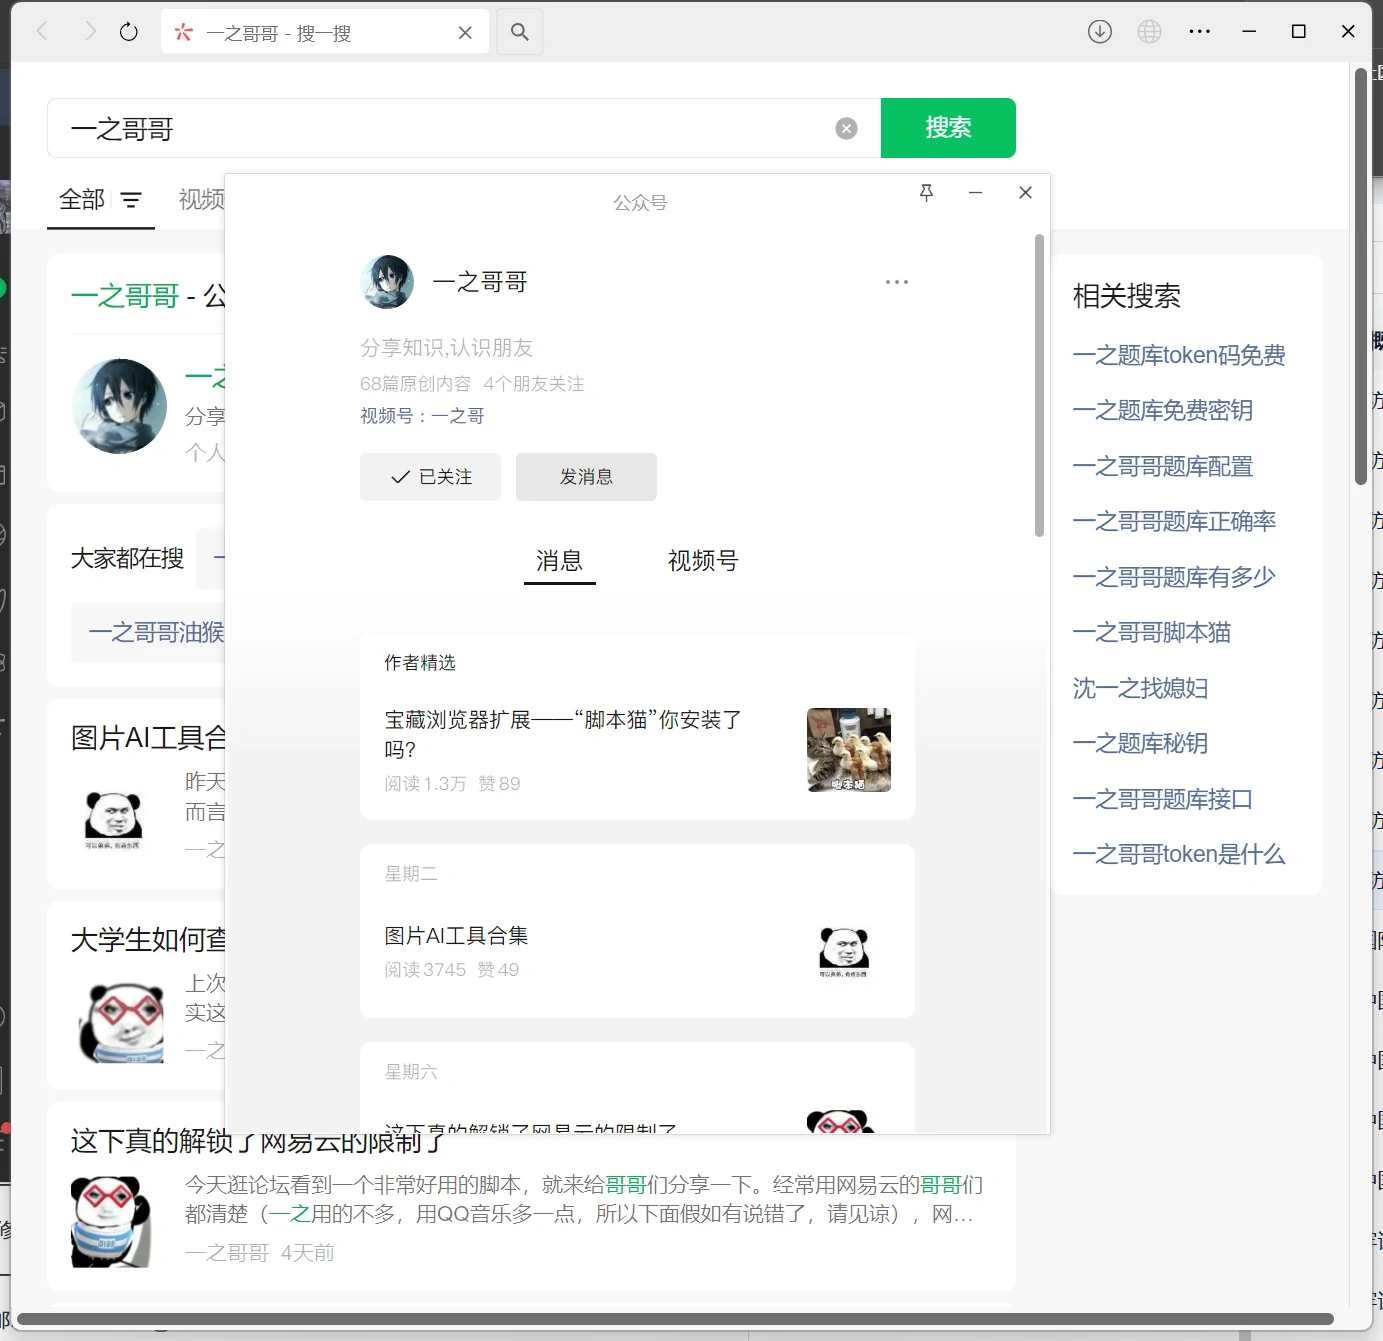 一之哥哥 - 搜一搜
一之哥哥
搜索
全部
视频
公众号
一之哥哥 - 公
分享
个人
大家都在搜
一之哥哥油猴
图片AI工具合
昨天
而言
一之
大学生如何查
上次
实这
一之
这下真的解锁了网易云的限制了
今天逛论坛看到一个非常好用的脚本，就来给哥哥们分享一下。经常用网易云的哥哥们
都清楚（一之用的不多，用QQ音乐多一点，所以下面假如有说错了，请见谅），网...
一之哥哥 4天前
一之哥哥
分享知识,认识朋友
68篇原创内容 4个朋友关注
视频号：一之哥
已关注
发消息
消息
视频号
作者精选
宝藏浏览器扩展——“脚本猫”你安装了
吗?
阅读 1.3万 赞 89
星期二
图片AI工具合集
阅读 3745 赞 49
星期六
这下真的解锁了网易云的限制了
相关搜索
一之题库token码免费
一之题库免费密钥
一之哥哥题库配置
一之哥哥题库正确率
一之哥哥题库有多少
一之哥哥脚本猫
沈一之找媳妇
一之题库秘钥
一之哥哥题库接口
一之哥哥token是什么